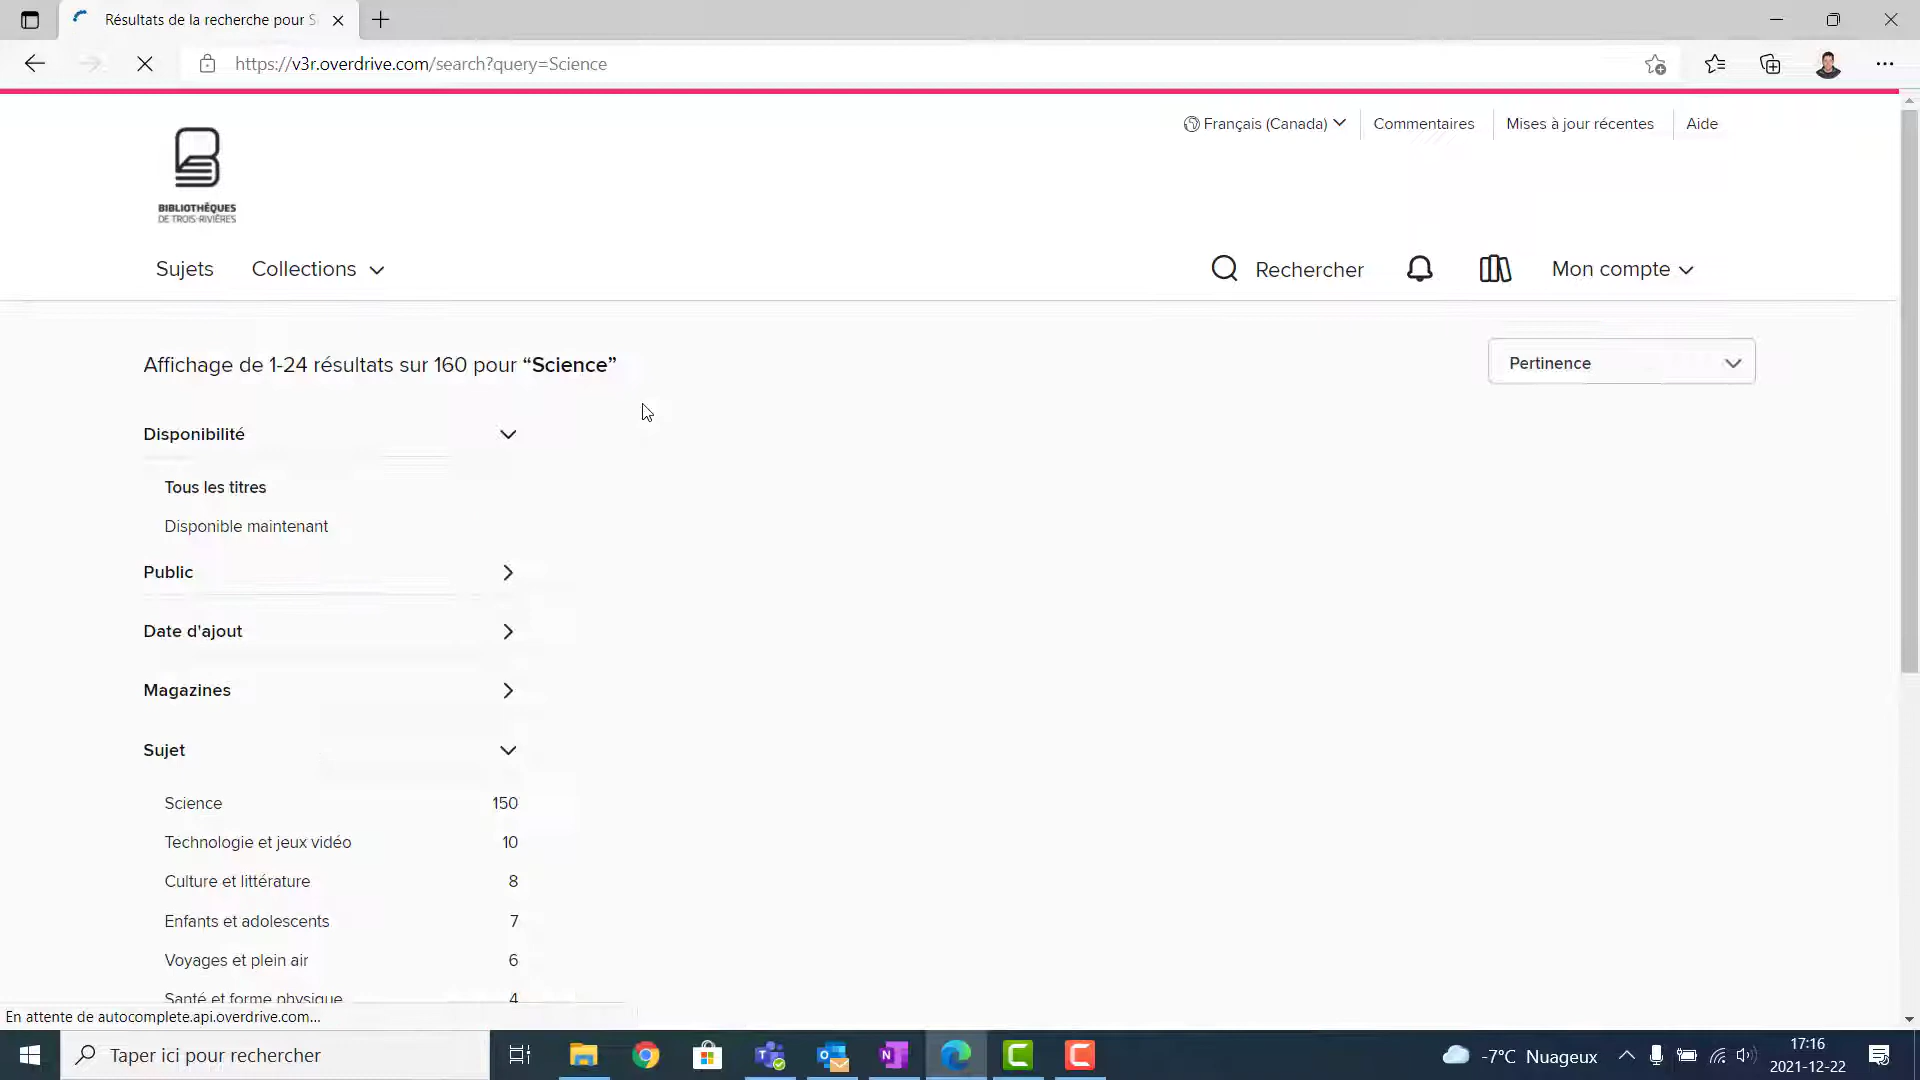 Résultats de la recherche pour S
https://v3r.overdrive.com/search?query=Science
Français (Canada)
Commentaires
Mises à jour récentes
Aide
BIBLIOTHÈQUES
DE TROIS-RIVIÈRES
Sujets
Collections
Rechercher
Mon compte
Affichage de 1-24 résultats sur 160 pour “Science”
Pertinence
Disponibilité
Tous les titres
Disponible maintenant
Public
Date d'ajout
Magazines
Sujet
Science 150
Technologie et jeux vidéo 10
Culture et littérature 8
Enfants et adolescents 7
Voyages et plein air 6
Santé et forme physique 4
En attente de autocomplete.api.overdrive.com...
Taper ici pour rechercher
-7°C Nuageux
17:16
2021-12-22